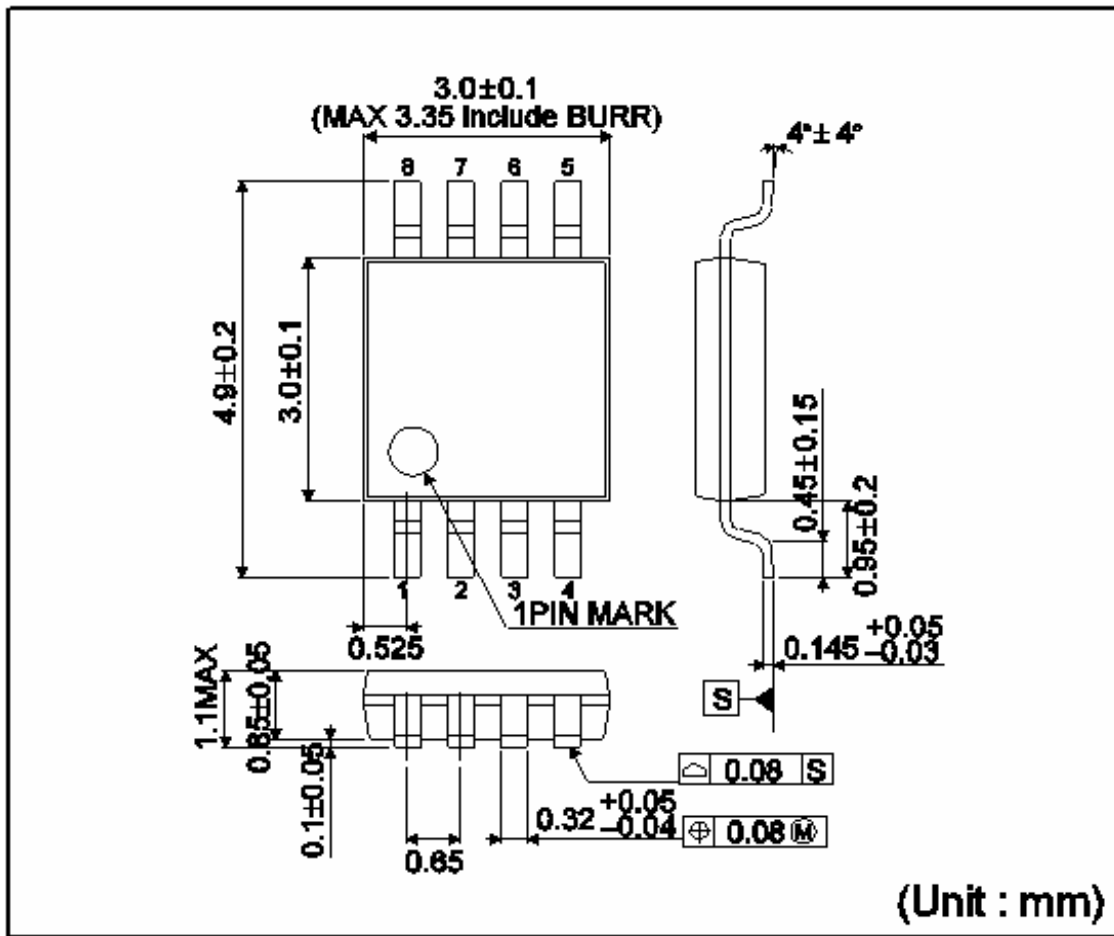 3.0±0.1
(MAX 3.35 include BURR)
4°±4°
8 7 6 5
4.9±0.2
3.0±0.1
0.45±0.15
0.95±0.2
1 2 3 4
1PIN MARK
0.525
0.145 +0.05
−0.03
S
1.1MAX
0.85±0.05
0.1±0.05
0.08 S
0.32 +0.05
−0.04
0.08 Ⓜ
0.65
(Unit : mm)